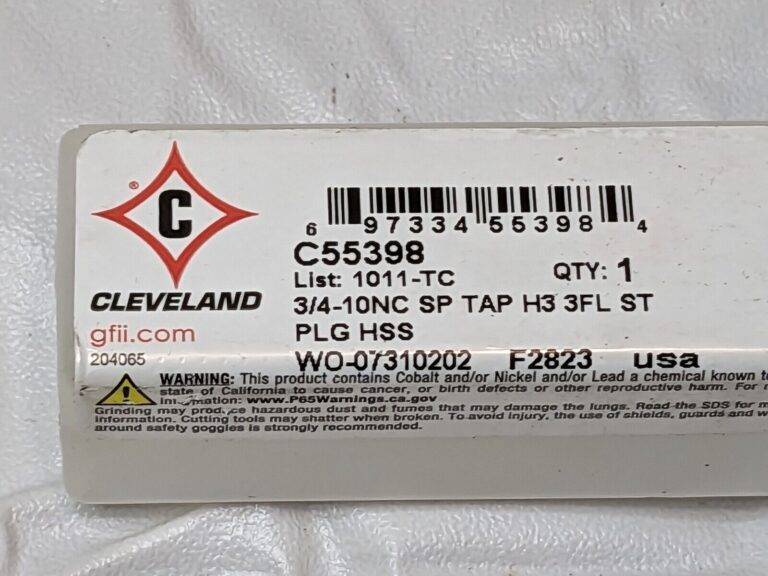 ®
C
CLEVELAND
gfii.com
204065
6 97334 55398 4
C55398
List: 1011-TC QTY: 1
3/4-10NC SP TAP H3 3FL ST
PLG HSS
WO-07310202 F2823 usa
WARNING: This product contains Cobalt and/or Nickel and/or Lead a chemical known
state of California to cause cancer, or birth defects or other reproductive harm. For
www.P65Warnings.ca.gov
Grinding may hazardous dust and fumes that may damage the lungs. Read the SDS for
information. Cutting tools may shatter when broken. To avoid injury, the use of shields, guards and
around safety goggles is strongly recommended.